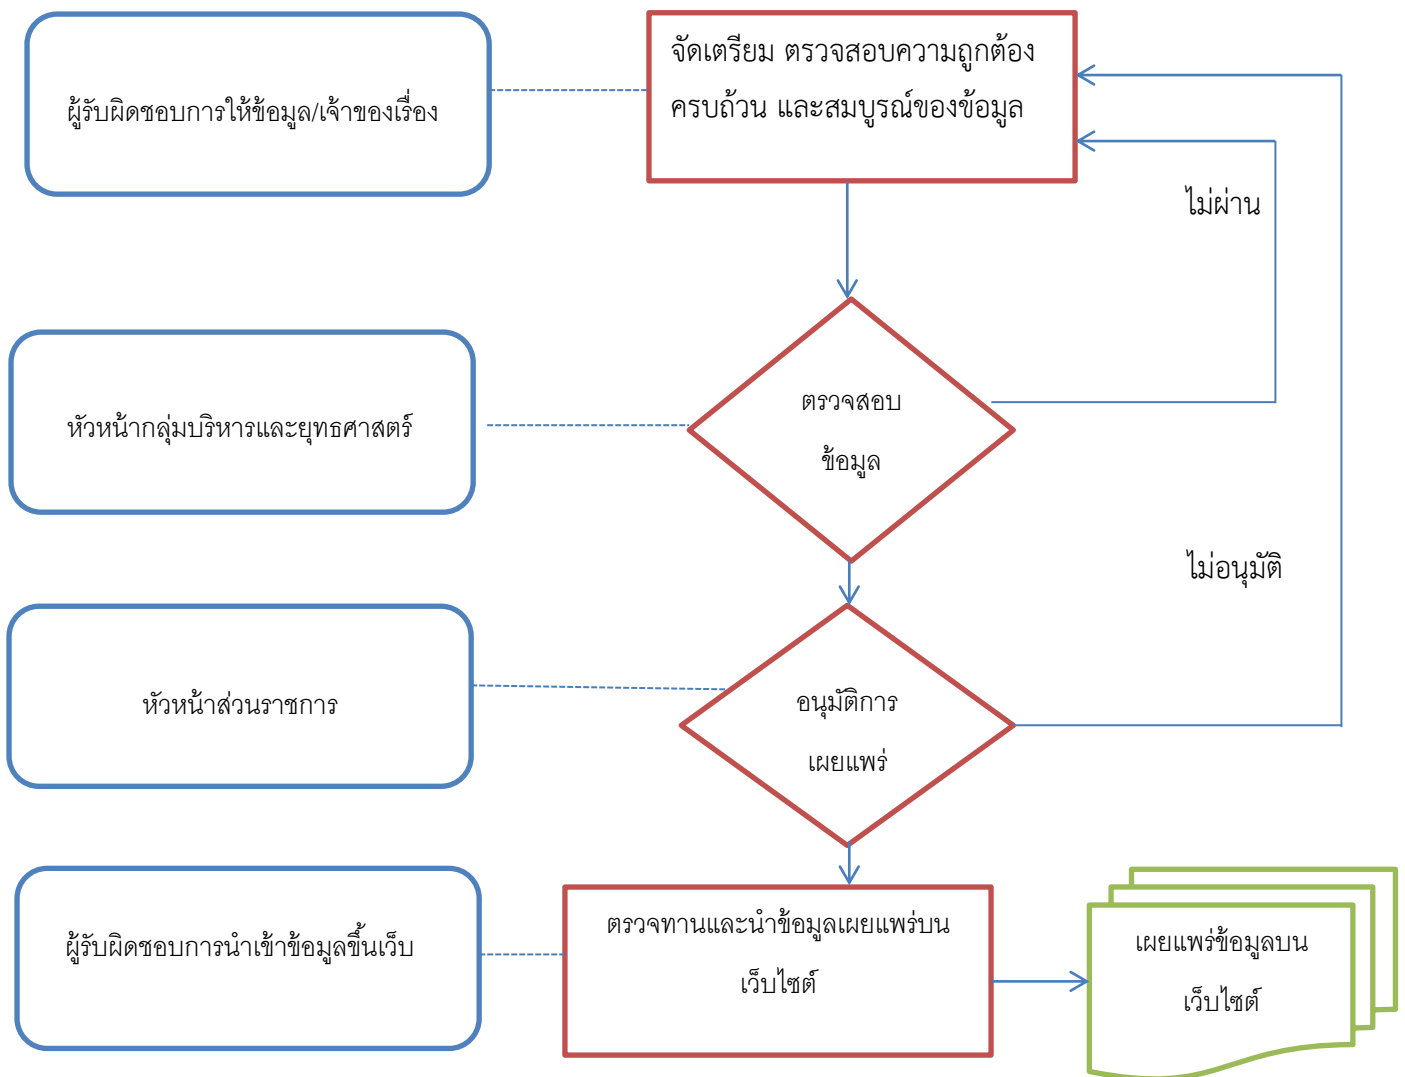 ผู้รับผิดชอบการให้ข้อมูล/เจ้าของเรื่อง
จัดเตรียม ตรวจสอบความถูกต้อง
ครบถ้วน และสมบูรณ์ของข้อมูล
ไม่ผ่าน
หัวหน้ากลุ่มบริหารและยุทธศาสตร์
ตรวจสอบ
ข้อมูล
ไม่อนุมัติ
หัวหน้าส่วนราชการ
อนุมัติการ
เผยแพร่
ผู้รับผิดชอบการนำเข้าข้อมูลขึ้นเว็บ
ตรวจทานและนำข้อมูลเผยแพร่บน
เว็บไซต์
เผยแพร่ข้อมูลบน
เว็บไซต์